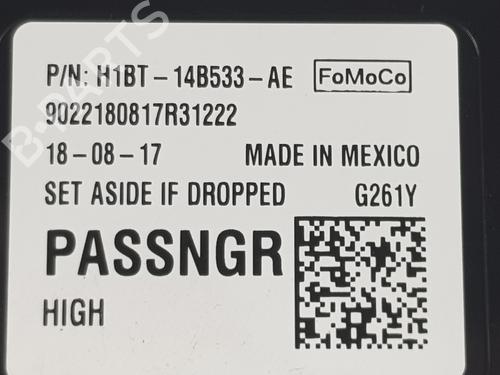 P/N: H1BT-14B533-AE FoMoCo
9022180817R31222
18-08-17 MADE IN MEXICO
SET ASIDE IF DROPPED G261Y
PASSNGR
HIGH
B-PARTS